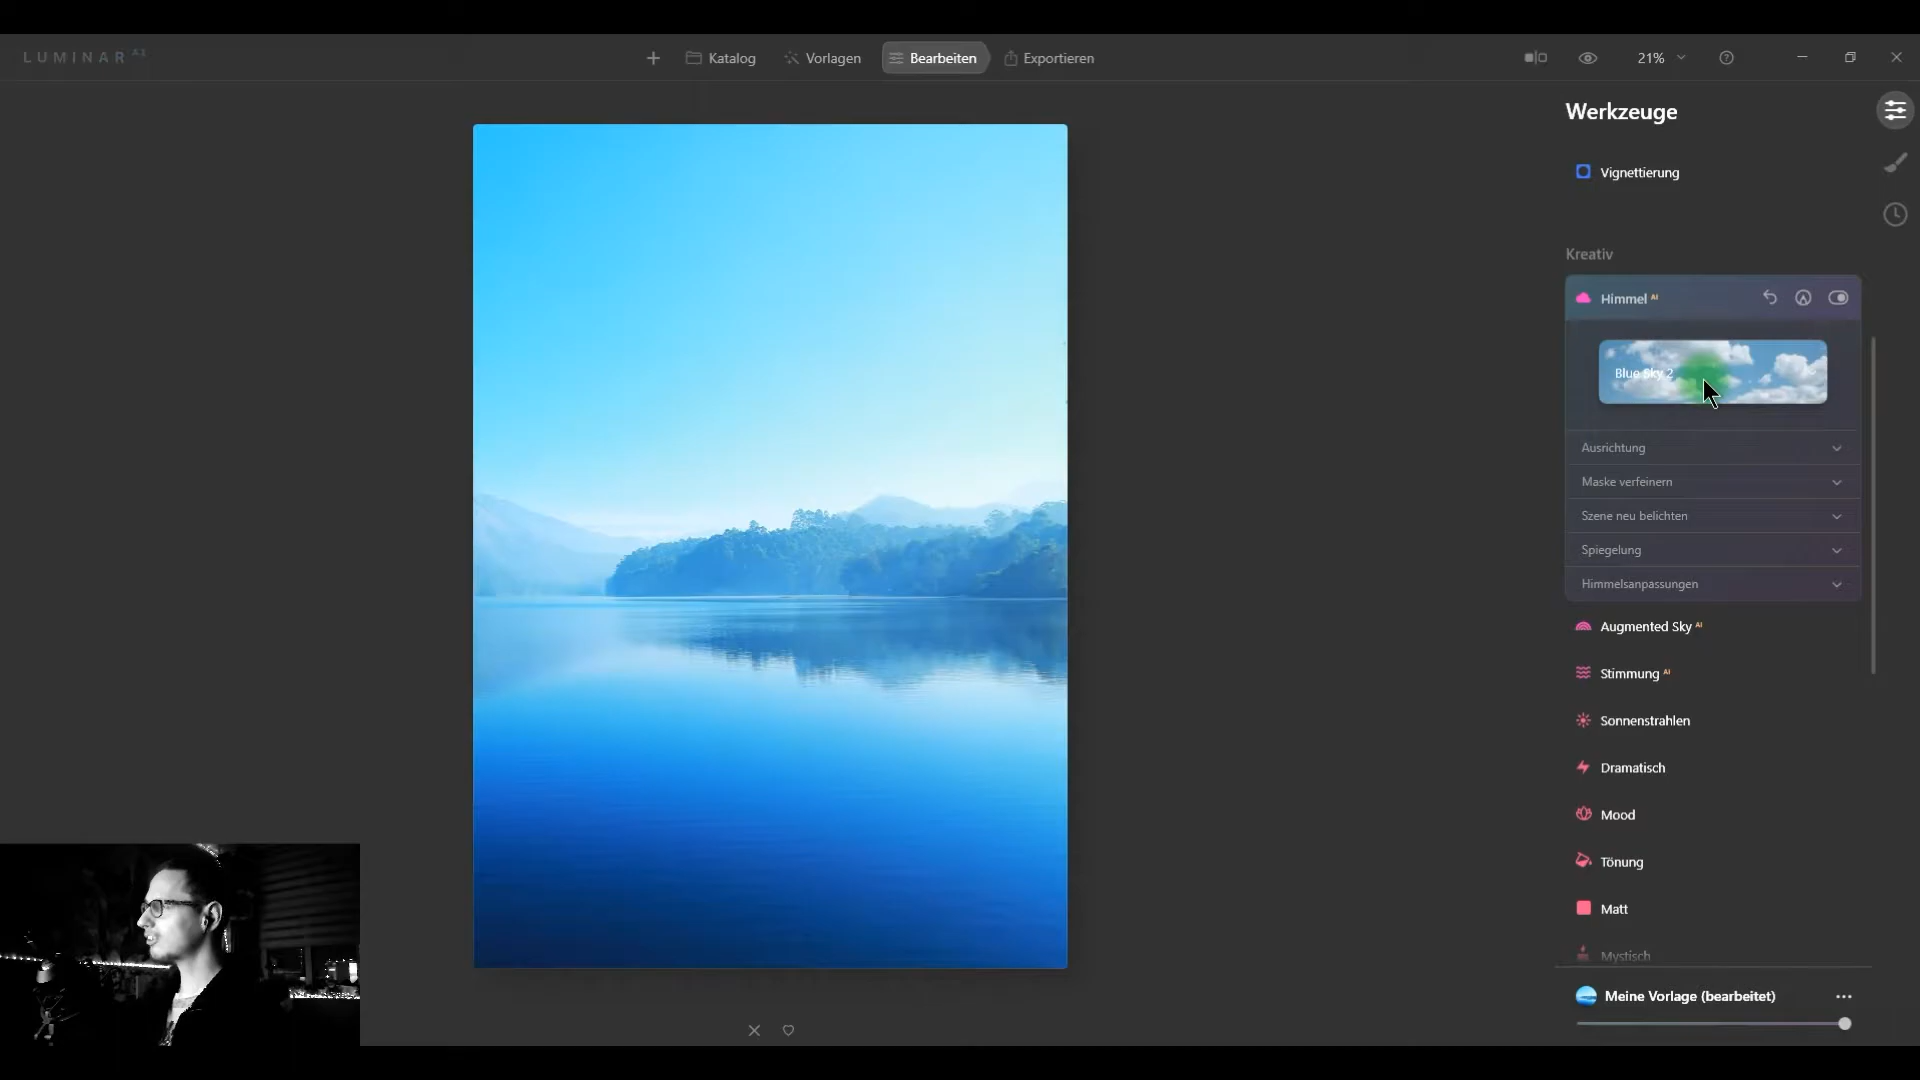 LUMINAR AI
Katalog
Vorlagen
Bearbeiten
Exportieren
21%
Werkzeuge
Vignettierung
Kreativ
Himmel AI
Blue Sky 2
Ausrichtung
Maske verfeinern
Szene neu belichten
Spiegelung
Himmelsanpassungen
Augmented Sky AI
Stimmung AI
Sonnenstrahlen
Dramatisch
Mood
Tönung
Matt
Mystisch
Meine Vorlage (bearbeitet)